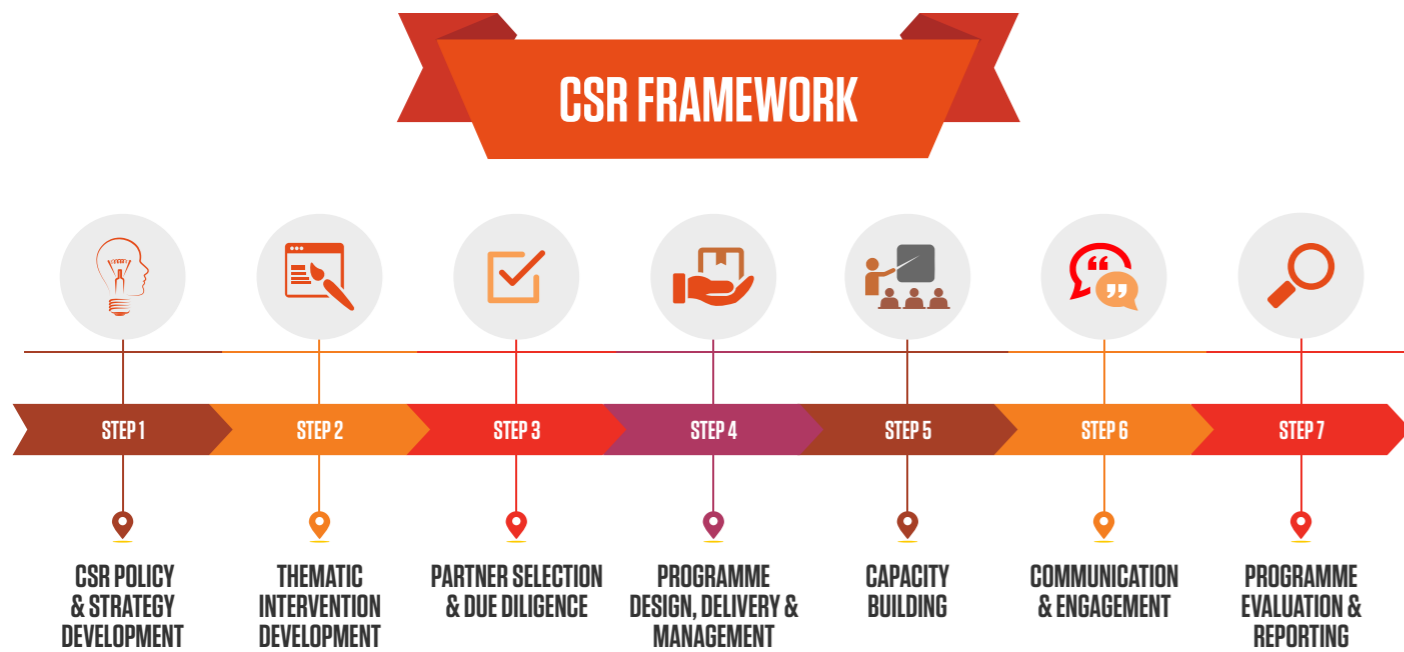 CSR FRAMEWORK
STEP 1
STEP 2
STEP 3
STEP 4
STEP 5
STEP 6
STEP 7
CSR POLICY
& STRATEGY
DEVELOPMENT
THEMATIC
INTERVENTION
DEVELOPMENT
PARTNER SELECTION
& DUE DILIGENCE
PROGRAMME
DESIGN, DELIVERY &
MANAGEMENT
CAPACITY
BUILDING
COMMUNICATION
& ENGAGEMENT
PROGRAMME
EVALUATION &
REPORTING